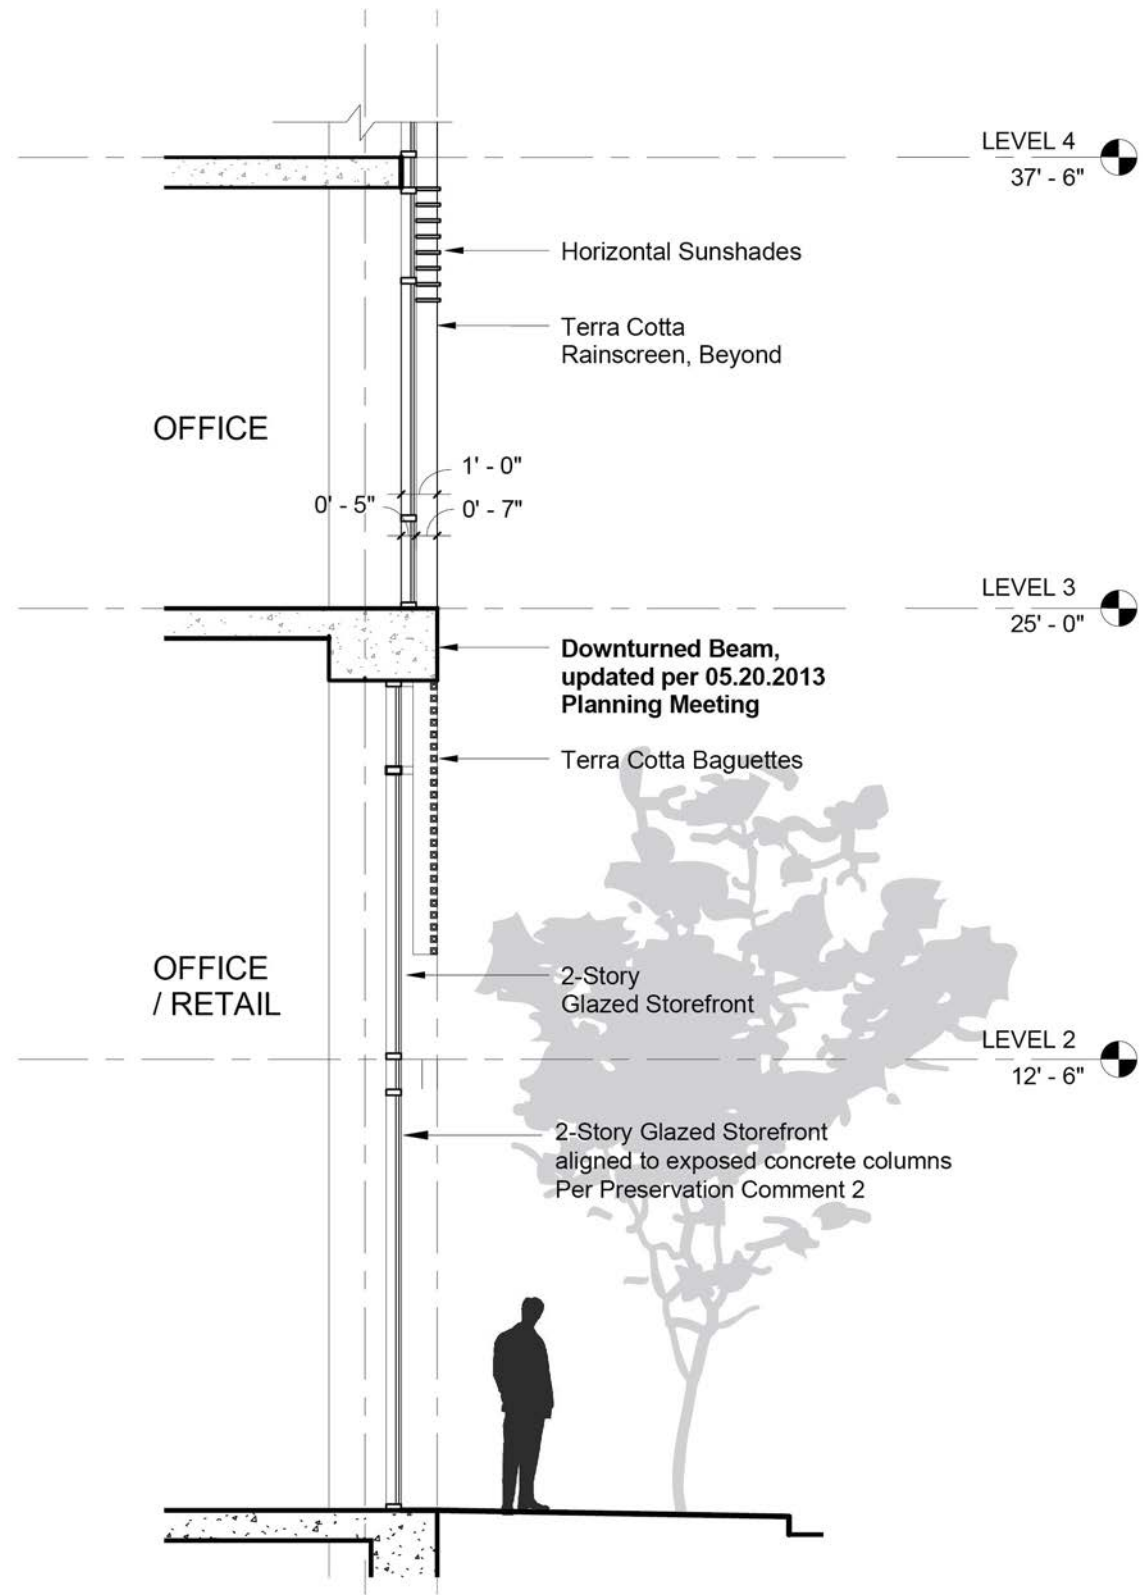 LEVEL 4
37' - 6"
Horizontal Sunshades
Terra Cotta
Rainscreen, Beyond
OFFICE
1' - 0"
0' - 5"
0' - 7"
LEVEL 3
25' - 0"
Downturned Beam,
updated per 05.20.2013
Planning Meeting
Terra Cotta Baguettes
OFFICE
/ RETAIL
2-Story
Glazed Storefront
LEVEL 2
12' - 6"
2-Story Glazed Storefront
aligned to exposed concrete columns
Per Preservation Comment 2